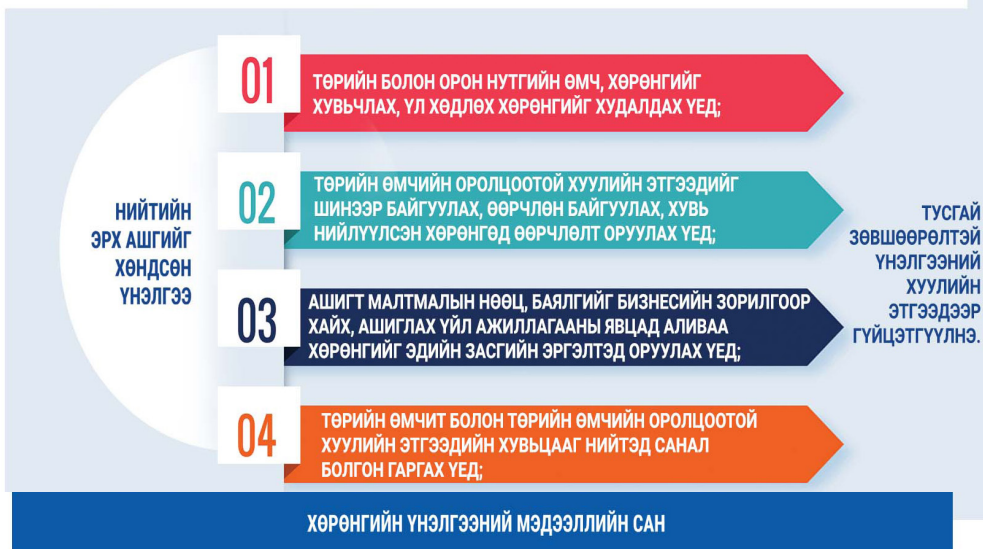 НИЙТИЙН
ЭРХ АШГИЙГ
ХӨНДСӨН
ҮНЭЛГЭЭ
01
ТӨРИЙН БОЛОН ОРОН НУТГИЙН ӨМЧ, ХӨРӨНГИЙГ
ХУВЬЧЛАХ, ҮЛ ХӨДЛӨХ ХӨРӨНГИЙГ ХУДАЛДАХ ҮЕД;
02
ТӨРИЙН ӨМЧИЙН ОРОЛЦООТОЙ ХУУЛИЙН ЭТГЭЭДИЙГ
ШИНЭЭР БАЙГУУЛАХ, ӨӨРЧЛӨН БАЙГУУЛАХ, ХУВЬ
НИЙЛҮҮЛСЭН ХӨРӨНГӨД ӨӨРЧЛӨЛТ ОРУУЛАХ ҮЕД;
03
АШИГТ МАЛТМАЛЫН НӨӨЦ, БАЯЛГИЙГ БИЗНЕСИЙН ЗОРИЛГООР
ХАЙХ, АШИГЛАХ ҮЙЛ АЖИЛЛАГААНЫ ЯВЦАД АЛИВАА
ХӨРӨНГИЙГ ЭДИЙН ЗАСГИЙН ЭРГЭЛТЭД ОРУУЛАХ ҮЕД;
04
ТӨРИЙН ӨМЧИТ БОЛОН ТӨРИЙН ӨМЧИЙН ОРОЛЦООТОЙ
ХУУЛИЙН ЭТГЭЭДИЙН ХУВЬЦААГ НИЙТЭД САНАЛ
БОЛГОН ГАРГАХ ҮЕД;
ТУСГАЙ
ЗӨВШӨӨРӨЛТЭЙ
ҮНЭЛГЭЭНИЙ
ХУУЛИЙН
ЭТГЭЭДЭЭР
ГҮЙЦЭТГҮҮЛНЭ.
ХӨРӨНГИЙН ҮНЭЛГЭЭНИЙ МЭДЭЭЛЛИЙН САН